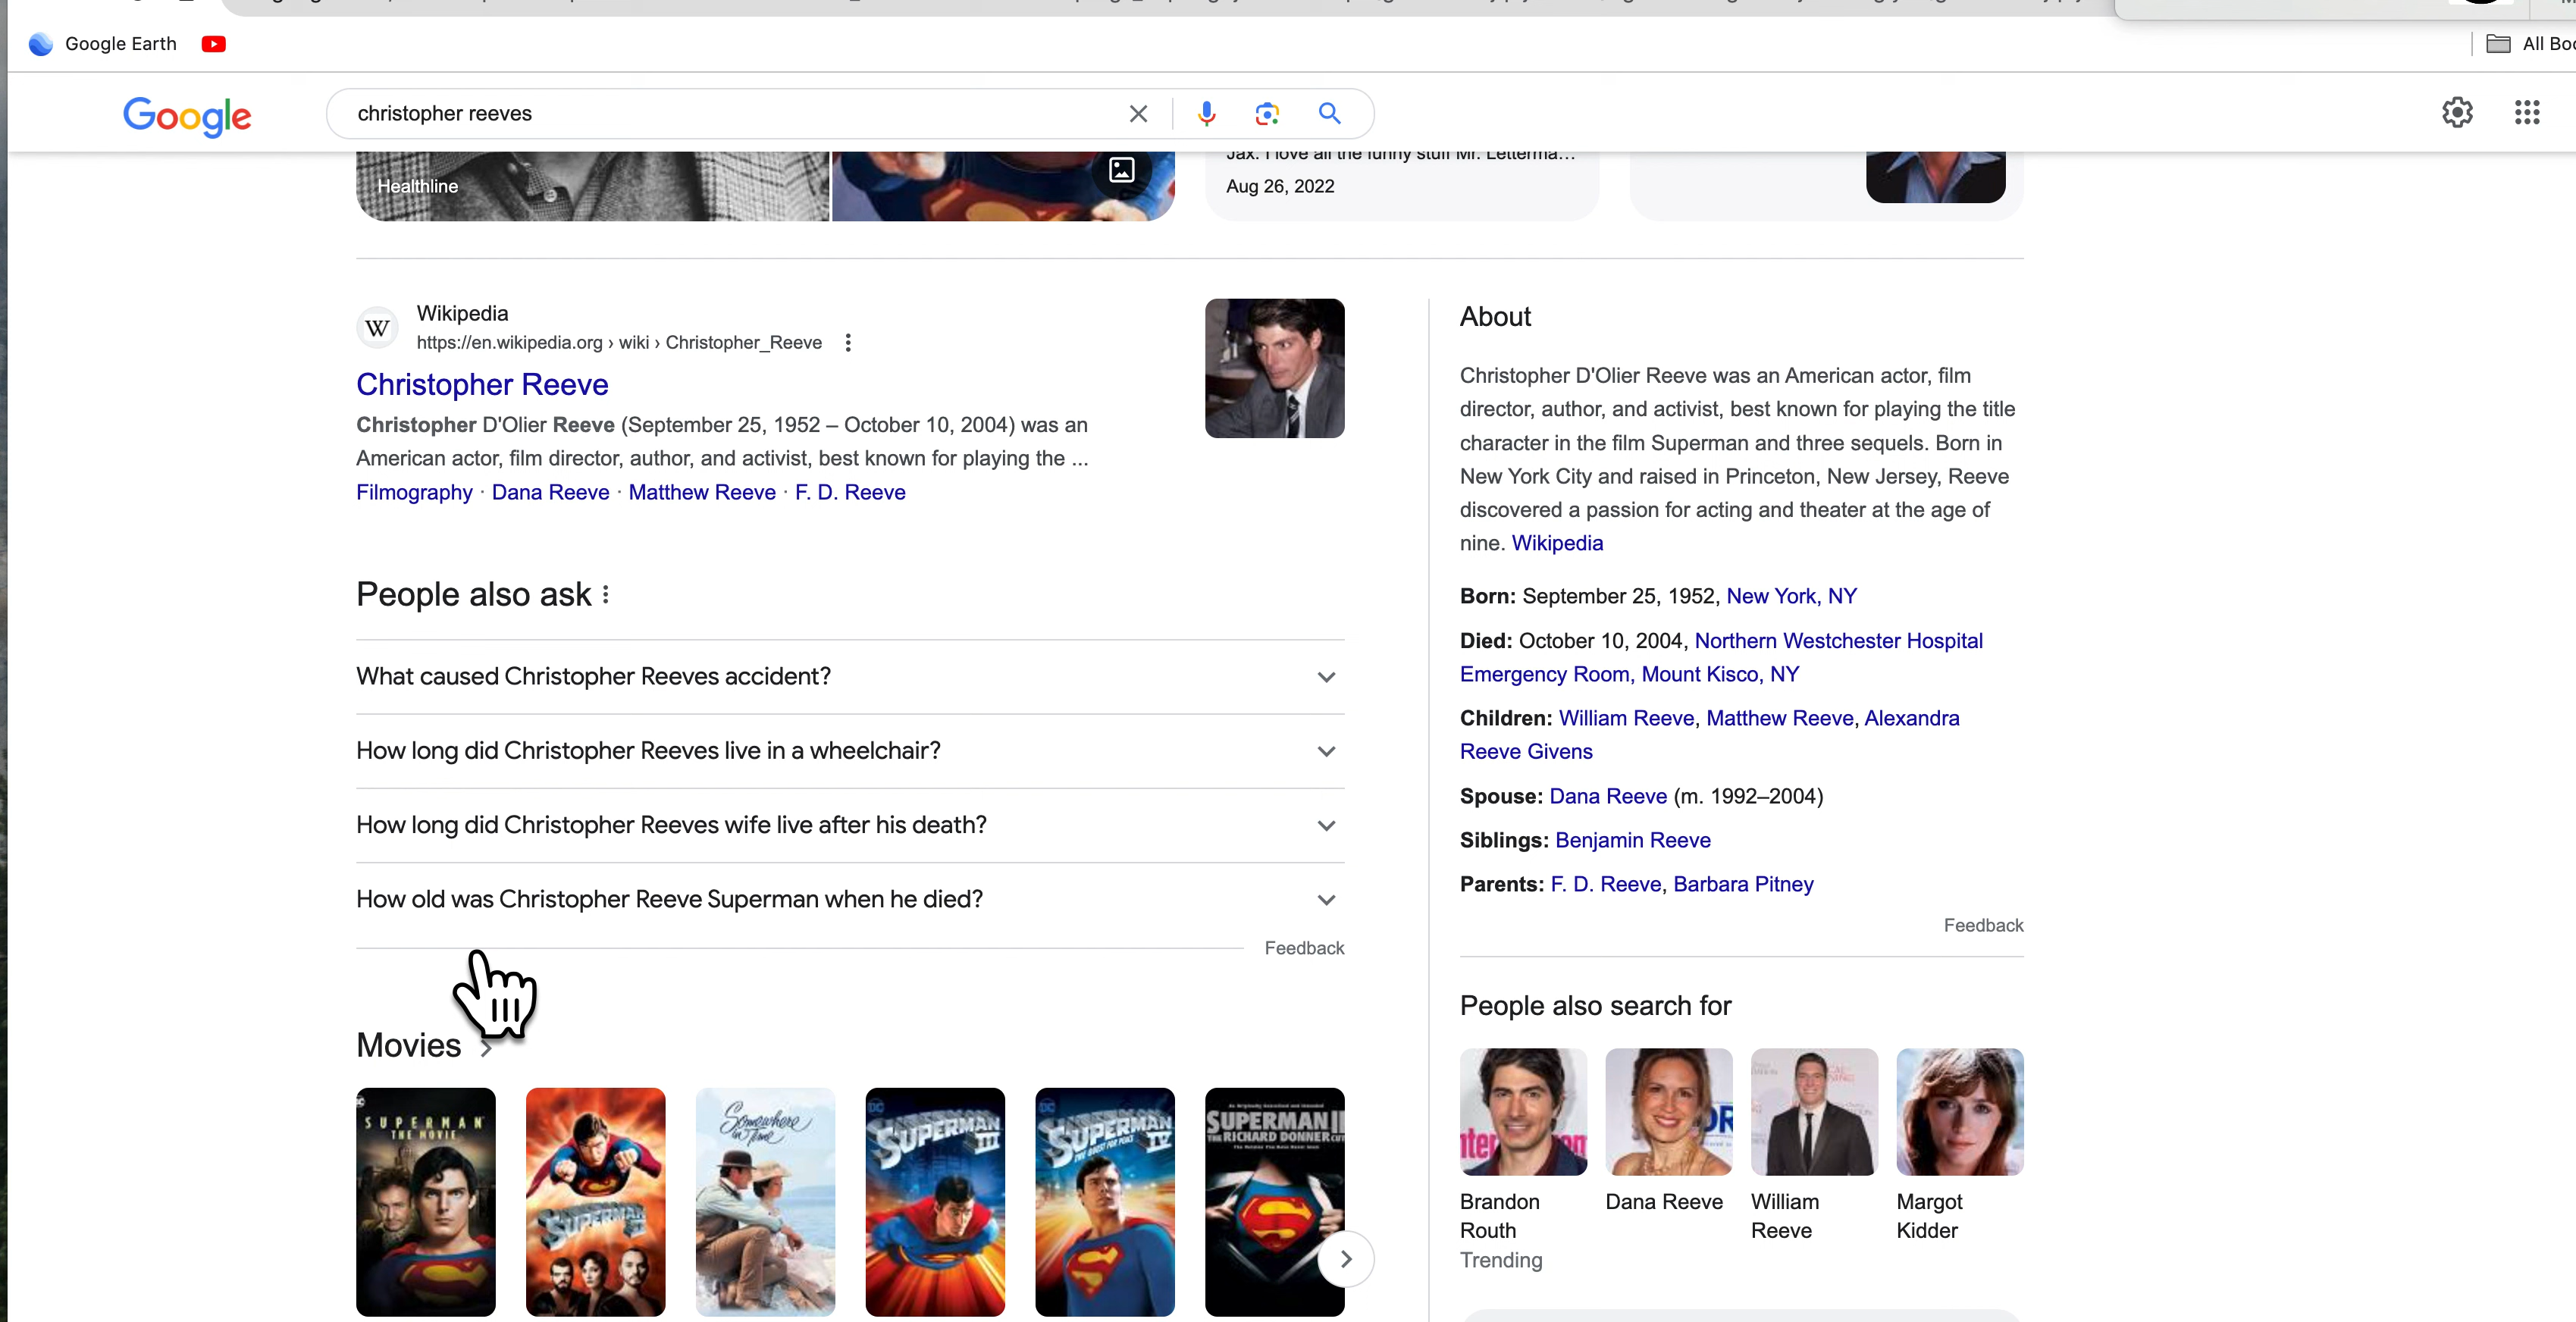 Google Earth
All Boo
Google
christopher reeves
Healthline
Jax. I love all the funny stuff Mr. Letterma...
Aug 26, 2022
W
Wikipedia
https://en.wikipedia.org › wiki › Christopher_Reeve
Christopher Reeve
Christopher D'Olier Reeve (September 25, 1952 – October 10, 2004) was an
American actor, film director, author, and activist, best known for playing the ...
Filmography · Dana Reeve · Matthew Reeve · F. D. Reeve
People also ask
What caused Christopher Reeves accident?
How long did Christopher Reeves live in a wheelchair?
How long did Christopher Reeves wife live after his death?
How old was Christopher Reeve Superman when he died?
Feedback
Movies
SUPERMAN
THE MOVIE
SUPERMAN II
Somewhere
in Time
DC
SUPERMAN
III
DC
SUPERMAN
IV
THE QUEST FOR PEACE
SUPERMAN II
THE RICHARD DONNER CUT
About
Christopher D'Olier Reeve was an American actor, film
director, author, and activist, best known for playing the title
character in the film Superman and three sequels. Born in
New York City and raised in Princeton, New Jersey, Reeve
discovered a passion for acting and theater at the age of
nine. Wikipedia
Born: September 25, 1952, New York, NY
Died: October 10, 2004, Northern Westchester Hospital
Emergency Room, Mount Kisco, NY
Children: William Reeve, Matthew Reeve, Alexandra
Reeve Givens
Spouse: Dana Reeve (m. 1992–2004)
Siblings: Benjamin Reeve
Parents: F. D. Reeve, Barbara Pitney
Feedback
People also search for
Brandon
Routh
Trending
Dana Reeve
William
Reeve
Margot
Kidder